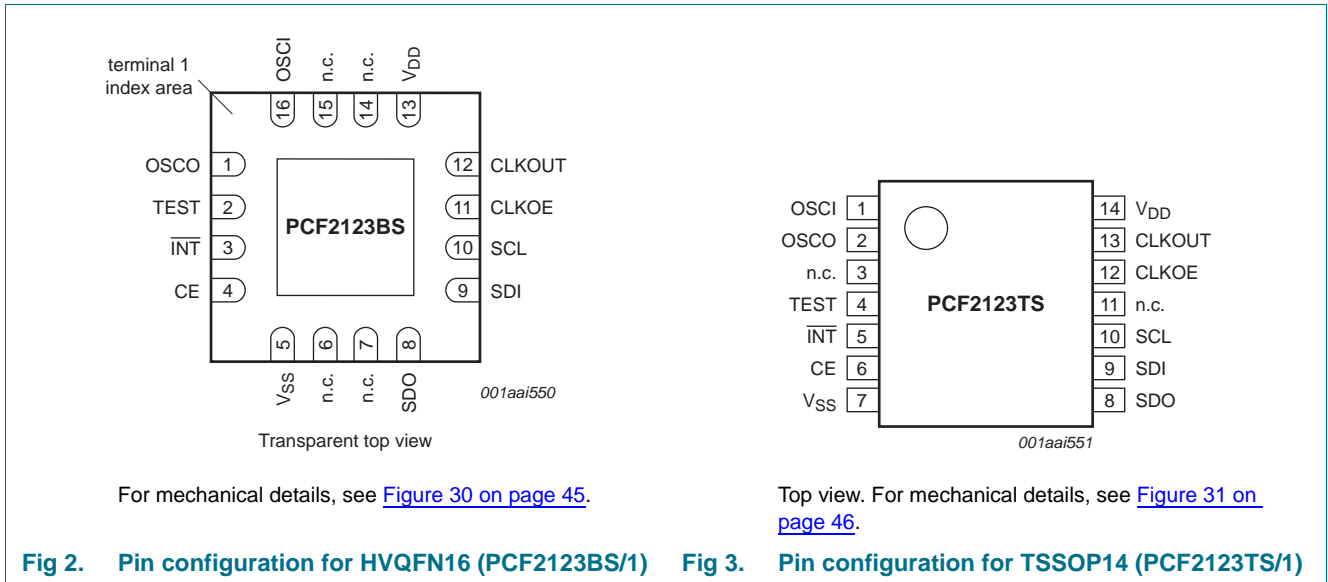 terminal 1
index area
OSCI
n.c.
n.c.
VDD
16
15
14
13
OSCO 1
TEST 2
INT 3
CE 4
PCF2123BS
12 CLKOUT
11 CLKOE
10 SCL
9 SDI
5
6
7
8
VSS
n.c.
n.c.
SDO
001aai550
Transparent top view
For mechanical details, see Figure 30 on page 45.
Fig 2. Pin configuration for HVQFN16 (PCF2123BS/1)
OSCI 1
OSCO 2
n.c. 3
TEST 4
INT 5
CE 6
VSS 7
PCF2123TS
14 VDD
13 CLKOUT
12 CLKOE
11 n.c.
10 SCL
9 SDI
8 SDO
001aai551
Top view. For mechanical details, see Figure 31 on
page 46.
Fig 3. Pin configuration for TSSOP14 (PCF2123TS/1)